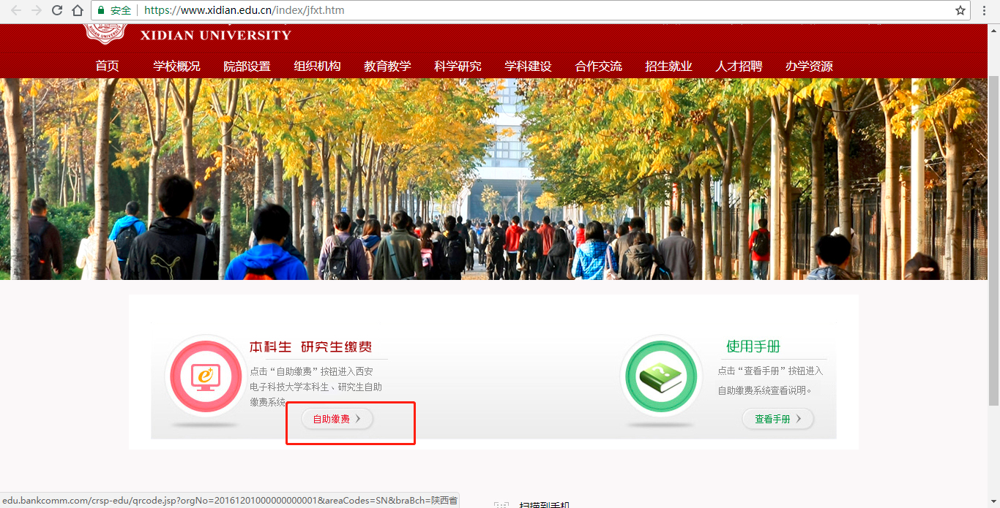 安全 https://www.xidian.edu.cn/index/jfxt.htm
XIDIAN UNIVERSITY
首页 学校概况 院部设置 组织机构 教育教学 科学研究 学科建设 合作交流 招生就业 人才招聘 办学资源
本科生 研究生缴费
点击“自助缴费”按钮进入西安
电子科技大学本科生、研究生自助
缴费系统
自助缴费
使用手册
点击“查看手册”按钮进入
自助缴费系统查看说明。
查看手册
edu.bankcomm.com/crsp-edu/qrcode.jsp?orgNo=20161201000000000001&areaCodes=SN&braBch=陕西省
扫描到手机